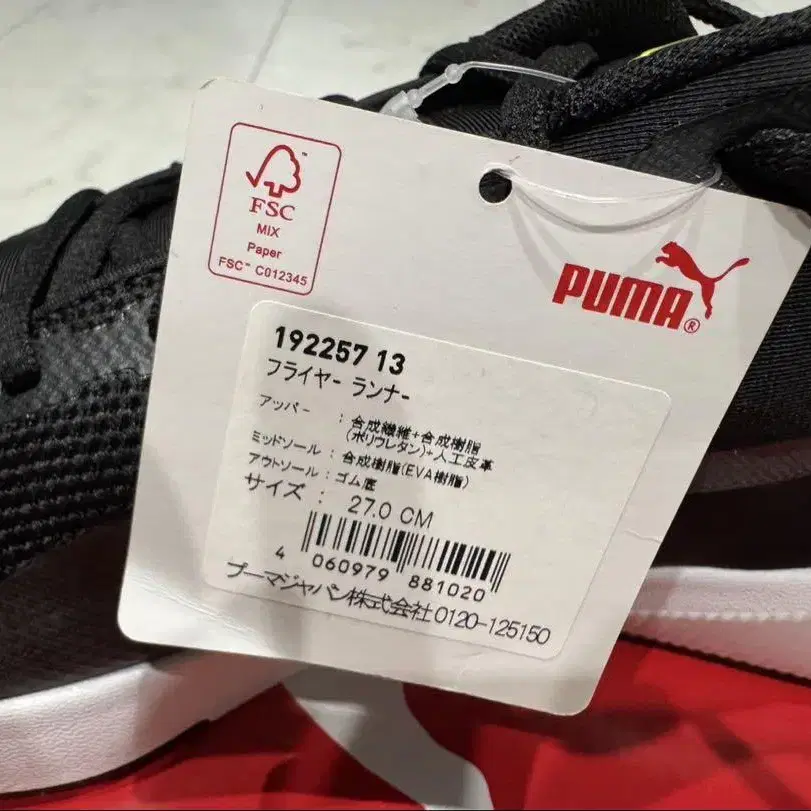 FSC
MIX
Paper
FSC™ C012345
PUMA®
192257 13
フライヤー ランナー
アッパー : 合成繊維+合成樹脂
(ポリウレタン)+人工皮革
ミッドソール : 合成樹脂(EVA樹脂)
アウトソール : ゴム底
サイズ : 27.0 CM
4 060979 881020
プーマジャパン株式会社0120-125150